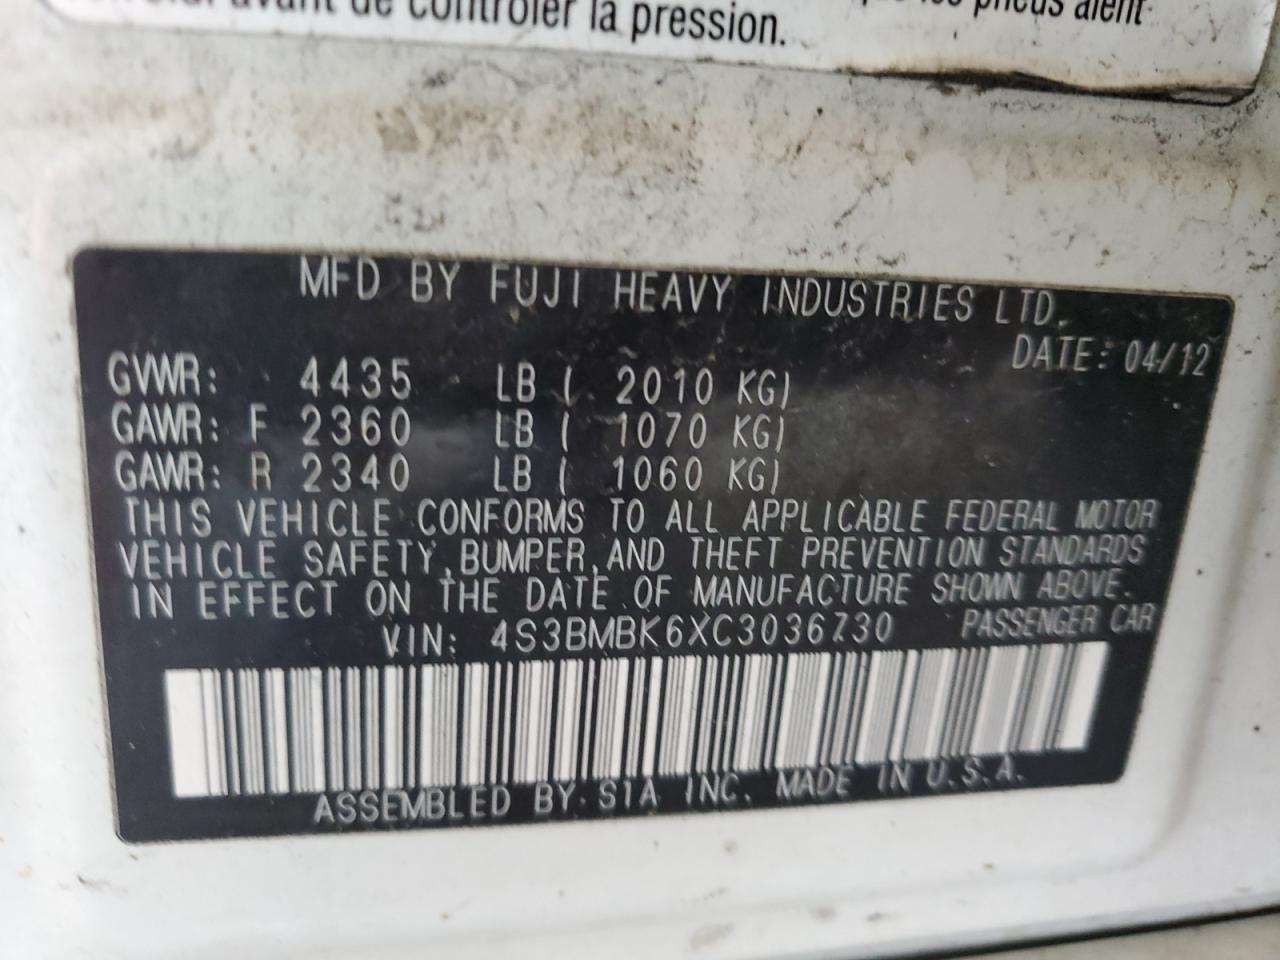 avant de contrôler la pression.
pneus aient
MFD BY FUJI HEAVY INDUSTRIES LTD.
DATE: 04/12
GVWR: 4435 LB ( 2010 KG)
GAWR: F 2360 LB ( 1070 KG)
GAWR: R 2340 LB ( 1060 KG)
THIS VEHICLE CONFORMS TO ALL APPLICABLE FEDERAL MOTOR
VEHICLE SAFETY, BUMPER, AND THEFT PREVENTION STANDARDS
IN EFFECT ON THE DATE OF MANUFACTURE SHOWN ABOVE.
VIN: 4S3BMBK6XC3036730 PASSENGER CAR
ASSEMBLED BY SIA INC. MADE IN U.S.A.